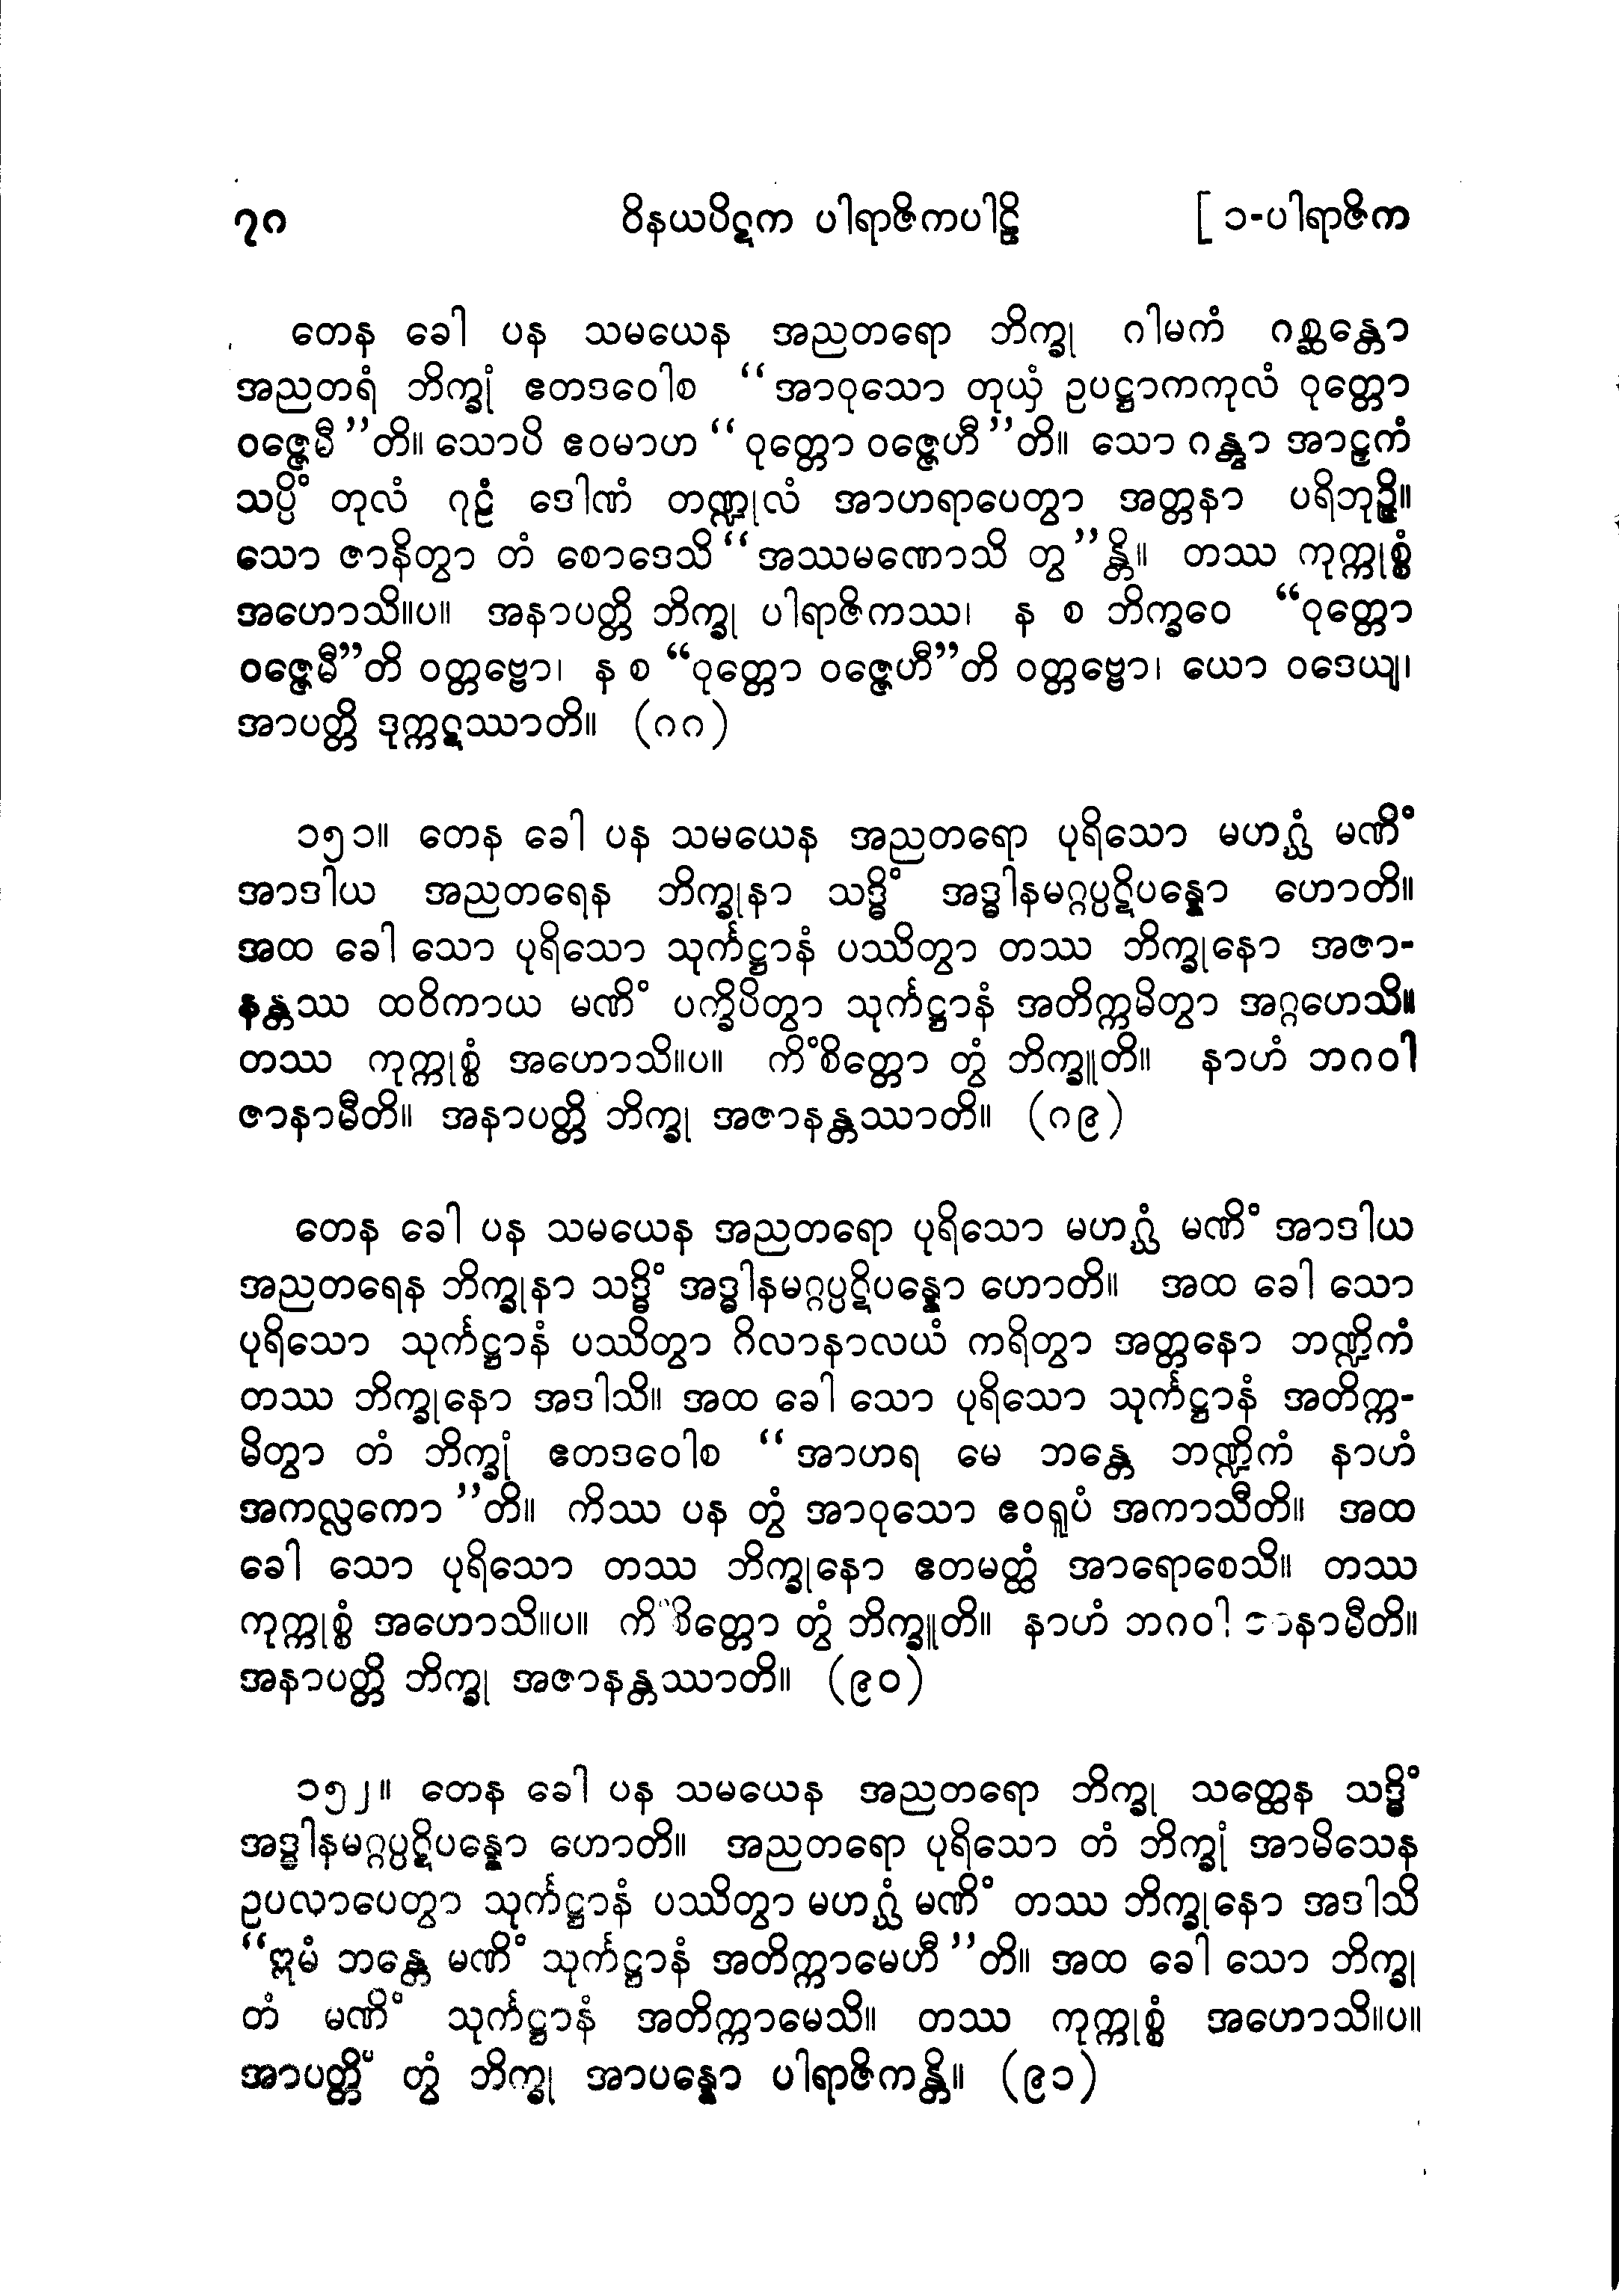 ၇၈ ဝိနယပိဋက ပါရာဇိကပါဠိ [ ၁-ပါရာဇိက
တေန ခေါ ပန သမယေန အညတရော ဘိက္ခု ဂါမကံ ဂစ္ဆန္တော
အညတရံ ဘိက္ခုံ ဧတဒဝေါစ “အာဝုသော တုယှံ ဥပဋ္ဌာကကုလံ ဝုတ္တော
ဝဇ္ဇေမီ”တိ။ သောပိ ဧဝမာဟ “ဝုတ္တော ဝဇ္ဇေဟီ”တိ။ သော ဂန္တွာ အာဠှကံ
သပ္ပိံ တုလံ ဂုဠံ ဒေါဏံ တဏ္ဍုလံ အာဟရာပေတွာ အတ္တနာ ပရိဘုဉ္ဇိ။
သော ဇာနိတွာ တံ စောဒေသိ “အဿမဏောသိ တွ”န္တိ။ တဿ ကုက္ကုစ္စံ
အဟောသိ။ပ။ အနာပတ္တိ ဘိက္ခု ပါရာဇိကဿ၊ န စ ဘိက္ခဝေ “ဝုတ္တော
ဝဇ္ဇေမီ”တိ ဝတ္တဗ္ဗော၊ န စ “ဝုတ္တော ဝဇ္ဇေဟီ”တိ ဝတ္တဗ္ဗော၊ ယော ဝဒေယျ၊
အာပတ္တိ ဒုက္ကဋဿာတိ။ (၈၈)
၁၅၁။ တေန ခေါ ပန သမယေန အညတရော ပုရိသော မဟဂ္ဃံ မဏိံ
အာဒါယ အညတရေန ဘိက္ခုနာ သဒ္ဓိံ အဒ္ဓါနမဂ္ဂပ္ပဋိပန္နော ဟောတိ။
အထ ခေါ သော ပုရိသော သုင်္ကဋ္ဌာနံ ပဿိတွာ တဿ ဘိက္ခုနော အဇာ-
နန္တဿ ထဝိကာယ မဏိံ ပက္ခိပိတွာ သုင်္ကဋ္ဌာနံ အတိက္ကမိတွာ အဂ္ဂဟေသိ။
တဿ ကုက္ကုစ္စံ အဟောသိ။ပ။ ကိံစိတ္တော တွံ ဘိက္ခူတိ။ နာဟံ ဘဂဝါ
ဇာနာမီတိ။ အနာပတ္တိ ဘိက္ခု အဇာနန္တဿာတိ။ (၈၉)
တေန ခေါ ပန သမယေန အညတရော ပုရိသော မဟဂ္ဃံ မဏိံ အာဒါယ
အညတရေန ဘိက္ခုနာ သဒ္ဓိံ အဒ္ဓါနမဂ္ဂပ္ပဋိပန္နော ဟောတိ။ အထ ခေါ သော
ပုရိသော သုင်္ကဋ္ဌာနံ ပဿိတွာ ဂိလာနာလယံ ကရိတွာ အတ္တနော ဘဏ္ဍိကံ
တဿ ဘိက္ခုနော အဒါသိ။ အထ ခေါ သော ပုရိသော သုင်္ကဋ္ဌာနံ အတိက္က-
မိတွာ တံ ဘိက္ခုံ ဧတဒဝေါစ “အာဟရ မေ ဘန္တေ ဘဏ္ဍိကံ နာဟံ
အကလ္လကော”တိ။ ကိဿ ပန တွံ အာဝုသော ဧဝရူပံ အကာသီတိ။ အထ
ခေါ သော ပုရိသော တဿ ဘိက္ခုနော ဧတမတ္ထံ အာရောစေသိ။ တဿ
ကုက္ကုစ္စံ အဟောသိ။ပ။ ကိံစိတ္တော တွံ ဘိက္ခူတိ။ နာဟံ ဘဂဝါ ဇာနာမီတိ။
အနာပတ္တိ ဘိက္ခု အဇာနန္တဿာတိ။ (၉၀)
၁၅၂။ တေန ခေါ ပန သမယေန အညတရော ဘိက္ခု သတ္ထေန သဒ္ဓိံ
အဒ္ဓါနမဂ္ဂပ္ပဋိပန္နော ဟောတိ။ အညတရော ပုရိသော တံ ဘိက္ခုံ အာမိသေန
ဥပလာပေတွာ သုင်္ကဋ္ဌာနံ ပဿိတွာ မဟဂ္ဃံ မဏိံ တဿ ဘိက္ခုနော အဒါသိ
“ဣမံ ဘန္တေ မဏိံ သုင်္ကဋ္ဌာနံ အတိက္ကာမေဟီ”တိ။ အထ ခေါ သော ဘိက္ခု
တံ မဏိံ သုင်္ကဋ္ဌာနံ အတိက္ကာမေသိ။ တဿ ကုက္ကုစ္စံ အဟောသိ။ပ။
အာပတ္တိံ တွံ ဘိက္ခု အာပန္နော ပါရာဇိကန္တိ။ (၉၁)